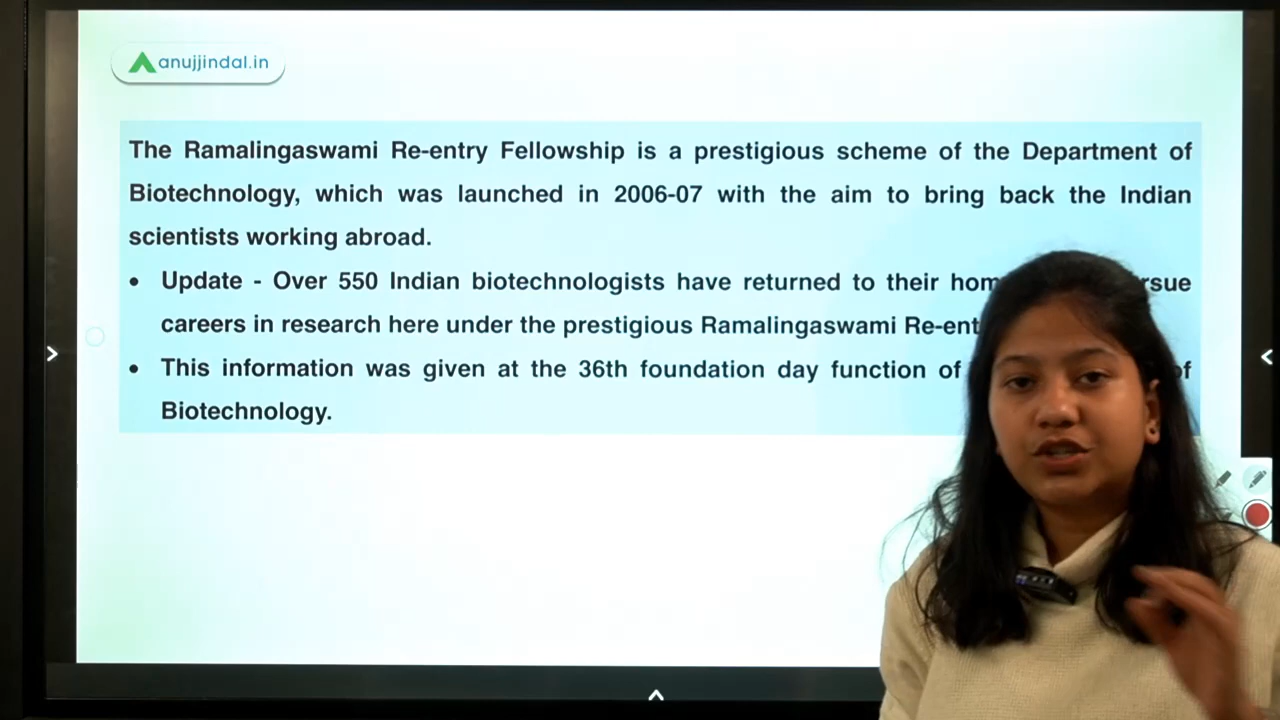 anujjindal.in
The Ramalingaswami Re-entry Fellowship is a prestigious scheme of the Department of
Biotechnology, which was launched in 2006-07 with the aim to bring back the Indian
scientists working abroad.
• Update - Over 550 Indian biotechnologists have returned to their
careers in research here under the prestigious Ramalingaswami
• This information was given at the 36th foundation day function of
Biotechnology.